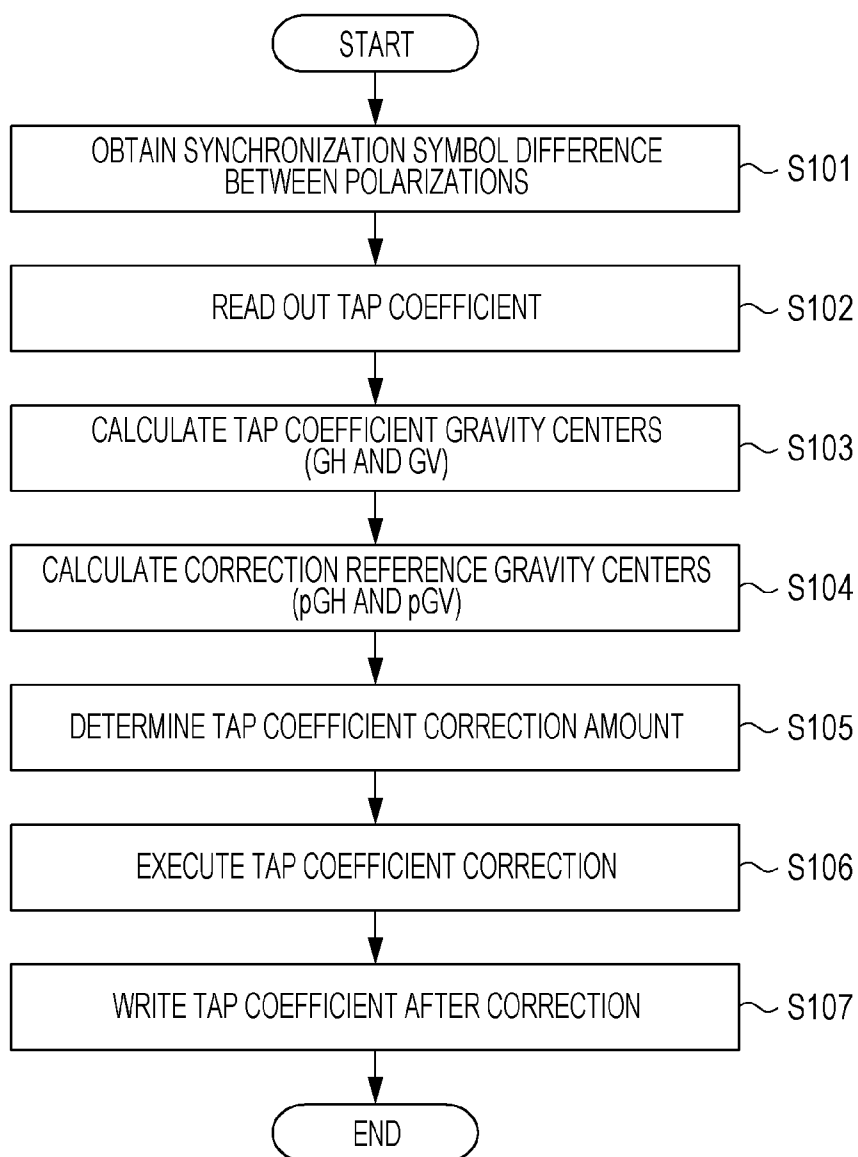 START
OBTAIN SYNCHRONIZATION SYMBOL DIFFERENCE
BETWEEN POLARIZATIONS
S101
READ OUT TAP COEFFICIENT
S102
CALCULATE TAP COEFFICIENT GRAVITY CENTERS
(GH AND GV)
S103
CALCULATE CORRECTION REFERENCE GRAVITY CENTERS
(pGH AND pGV)
S104
DETERMINE TAP COEFFICIENT CORRECTION AMOUNT
S105
EXECUTE TAP COEFFICIENT CORRECTION
S106
WRITE TAP COEFFICIENT AFTER CORRECTION
S107
END